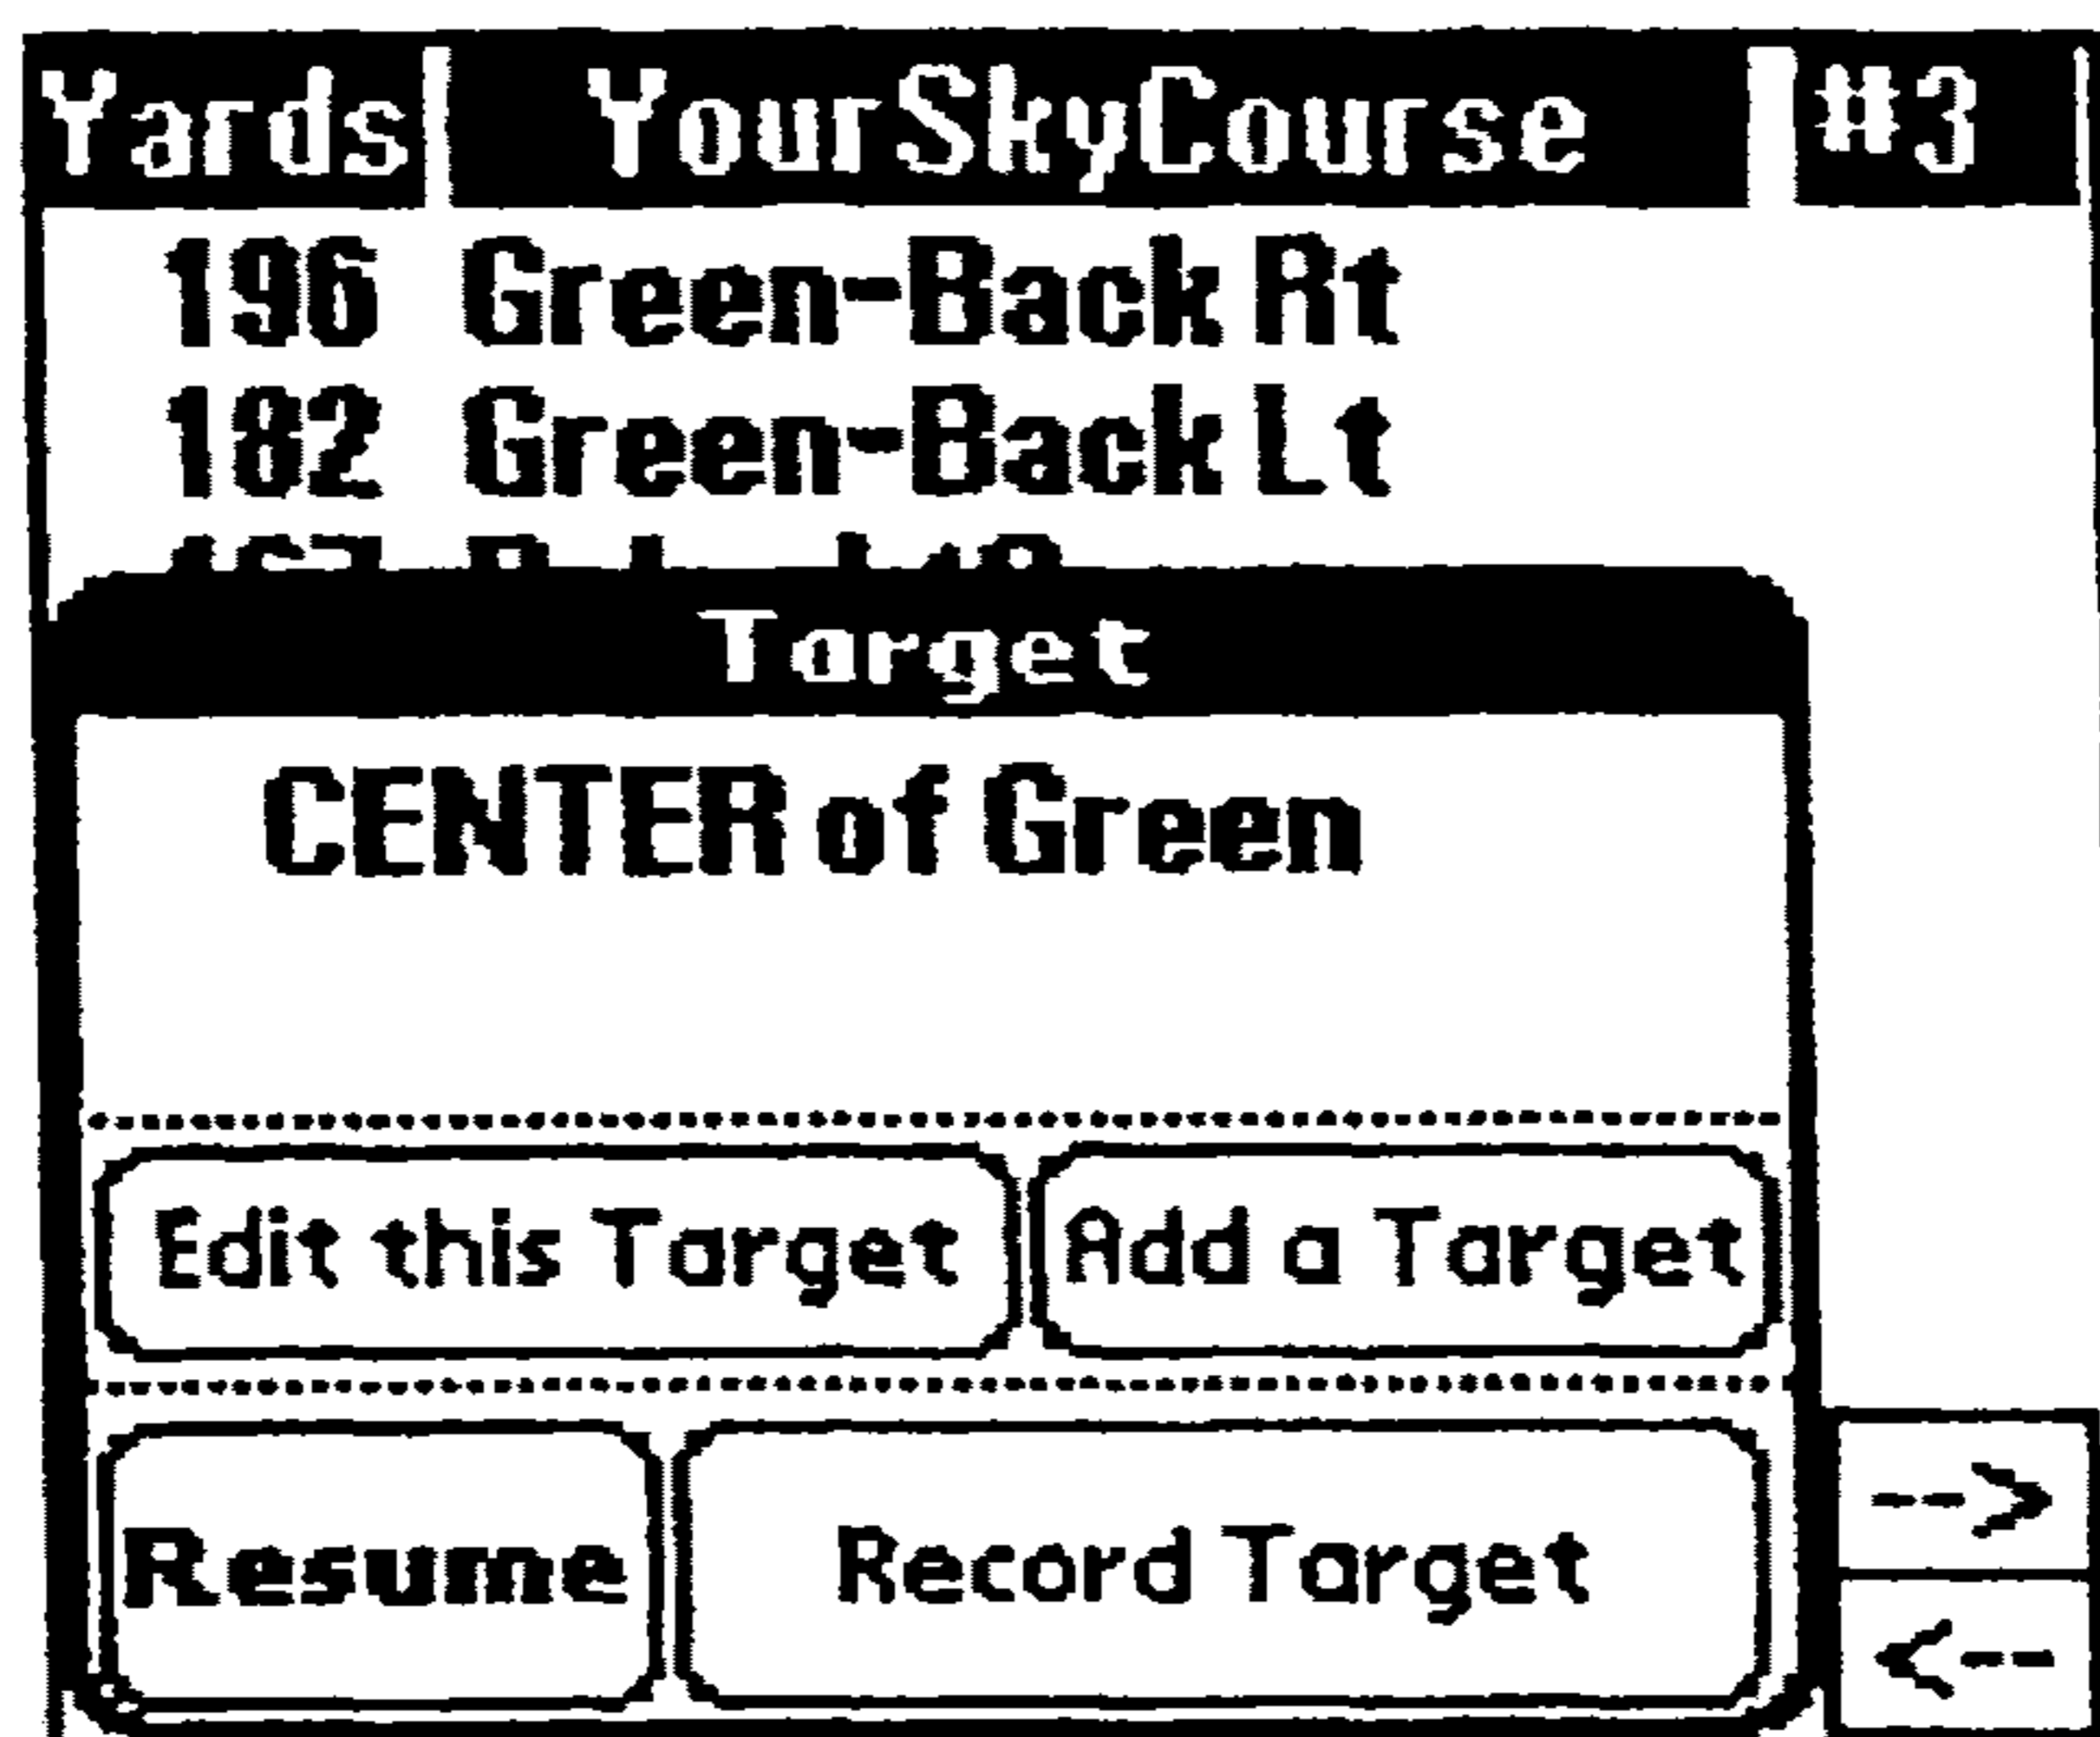 Yards YourSkyCourse #3
196 Green-Back Rt
182 Green-Back Lt
Target
CENTER of Green
Edit this Target Add a Target
Resume Record Target
-->
<--